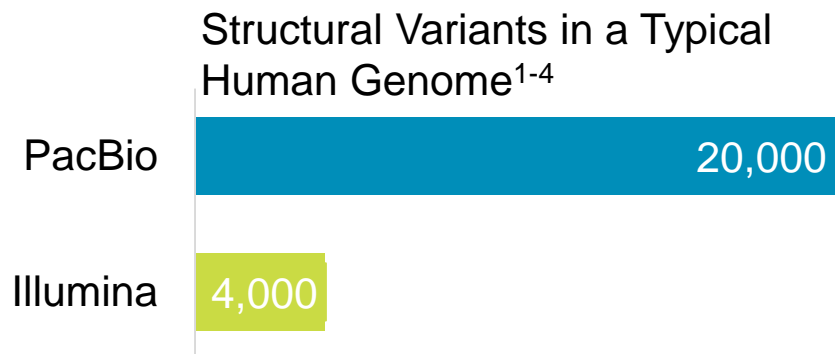 Structural Variants in a Typical
Human Genome1-4
PacBio
20,000
Illumina
4,000